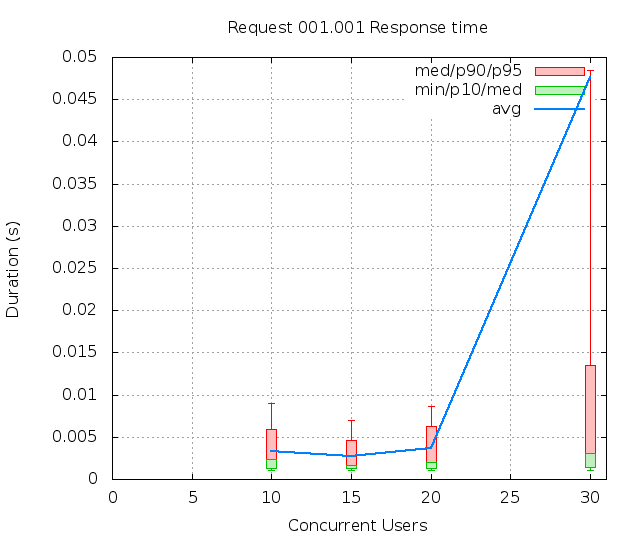 Request 001.001 Response time
0.05
0.045
0.04
0.035
0.03
0.025
0.02
0.015
0.01
0.005
0
med/p90/p95
min/p10/med
avg
Duration (s)
0 5 10 15 20 25 30
Concurrent Users